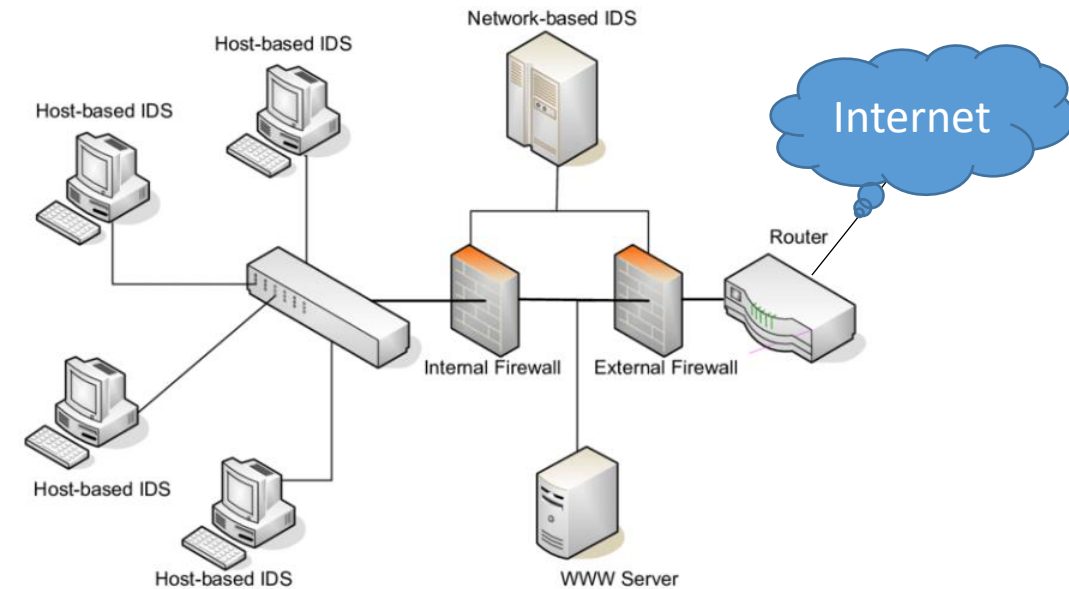 Network-based IDS
Host-based IDS
Host-based IDS
Internet
Router
Internal Firewall
External Firewall
Host-based IDS
Host-based IDS
WWW Server